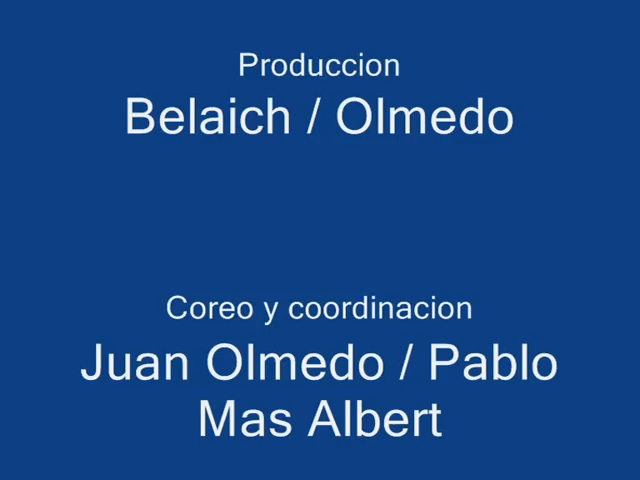 Produccion
Belaich / Olmedo
Coreo y coordinacion
Juan Olmedo / Pablo
Mas Albert